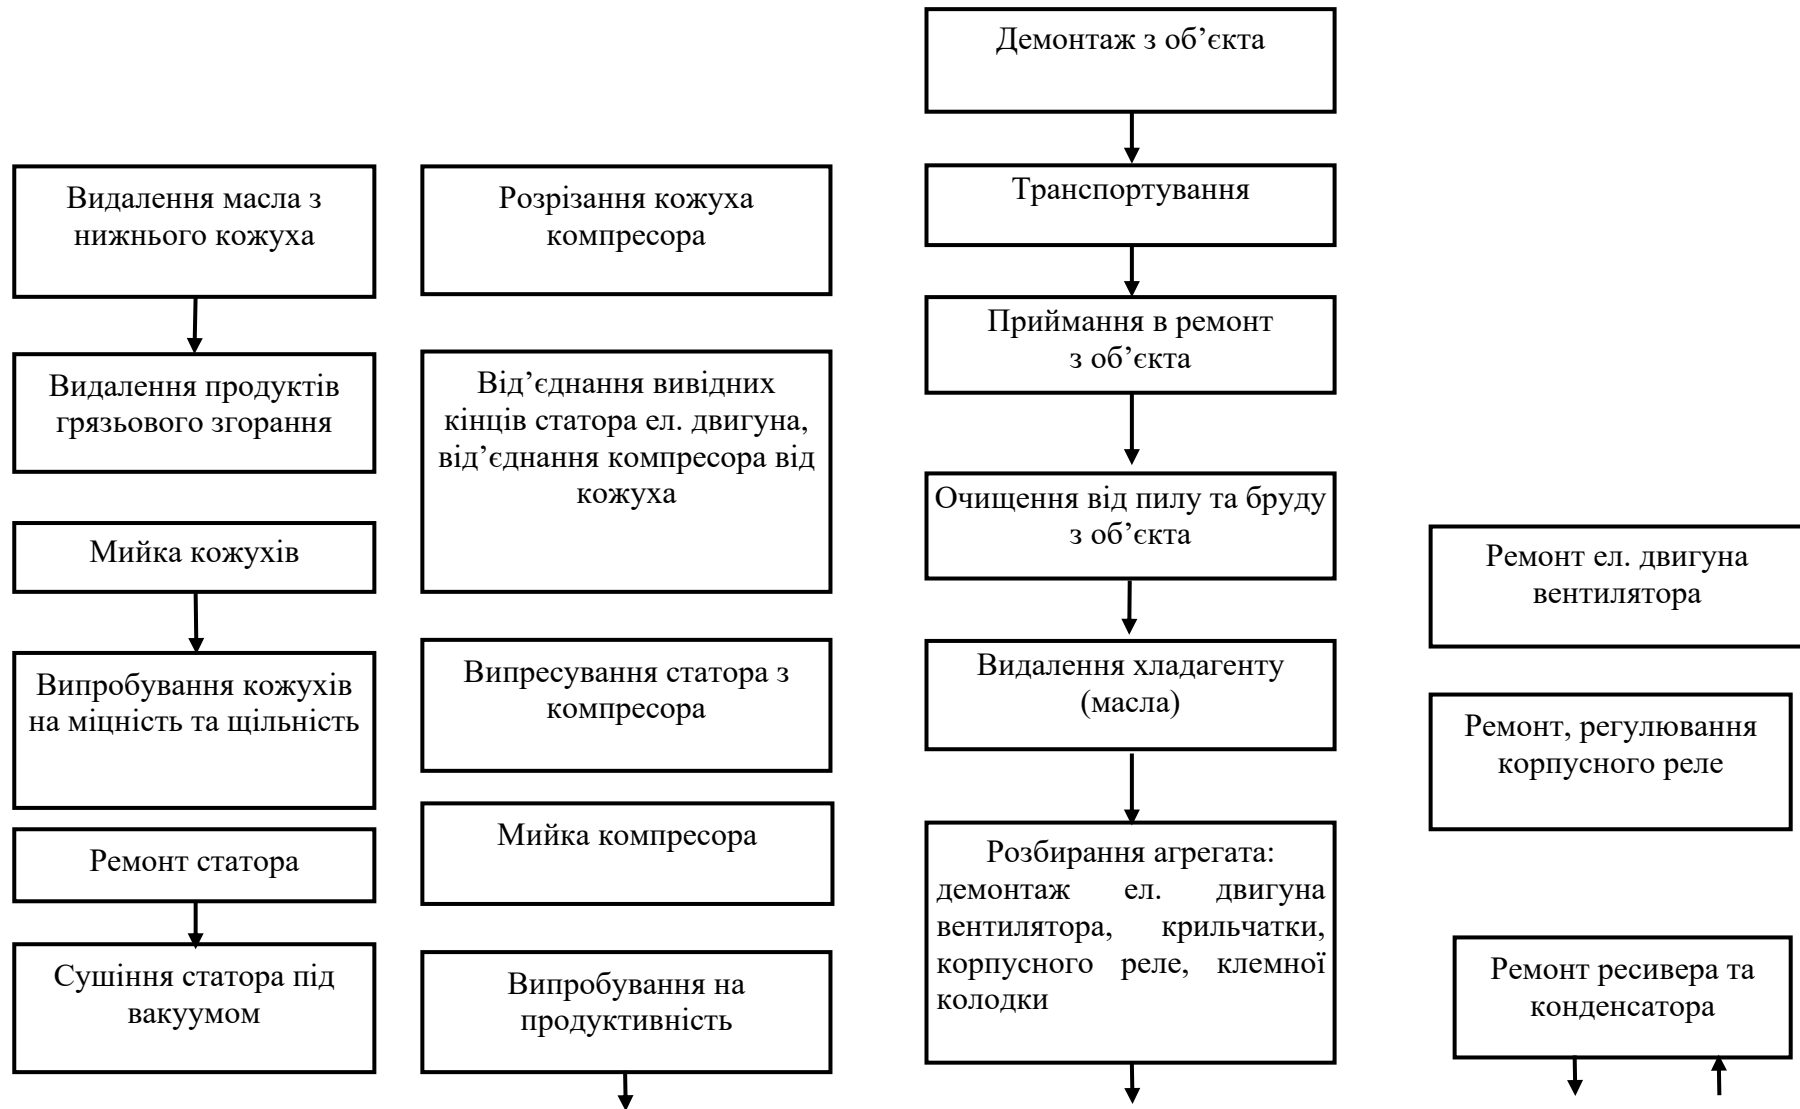 Демонтаж з об’єкта
Видалення масла з
нижнього кожуха
Розрізання кожуха
компресора
Транспортування
Приймання в ремонт
з об’єкта
Видалення продуктів
грязьового згорання
Від’єднання вивідних
кінців статора ел. двигуна,
від’єднання компресора від
кожуха
Очищення від пилу та бруду
з об’єкта
Мийка кожухів
Ремонт ел. двигуна
вентилятора
Випробування кожухів
на міцність та щільність
Випресування статора з
компресора
Видалення хладагенту
(масла)
Ремонт, регулювання
корпусного реле
Ремонт статора
Мийка компресора
Розбирання агрегата:
демонтаж ел. двигуна
вентилятора, крильчатки,
корпусного реле, клемної
колодки
Сушіння статора під
вакуумом
Випробування на
продуктивність
Ремонт ресивера та
конденсатора